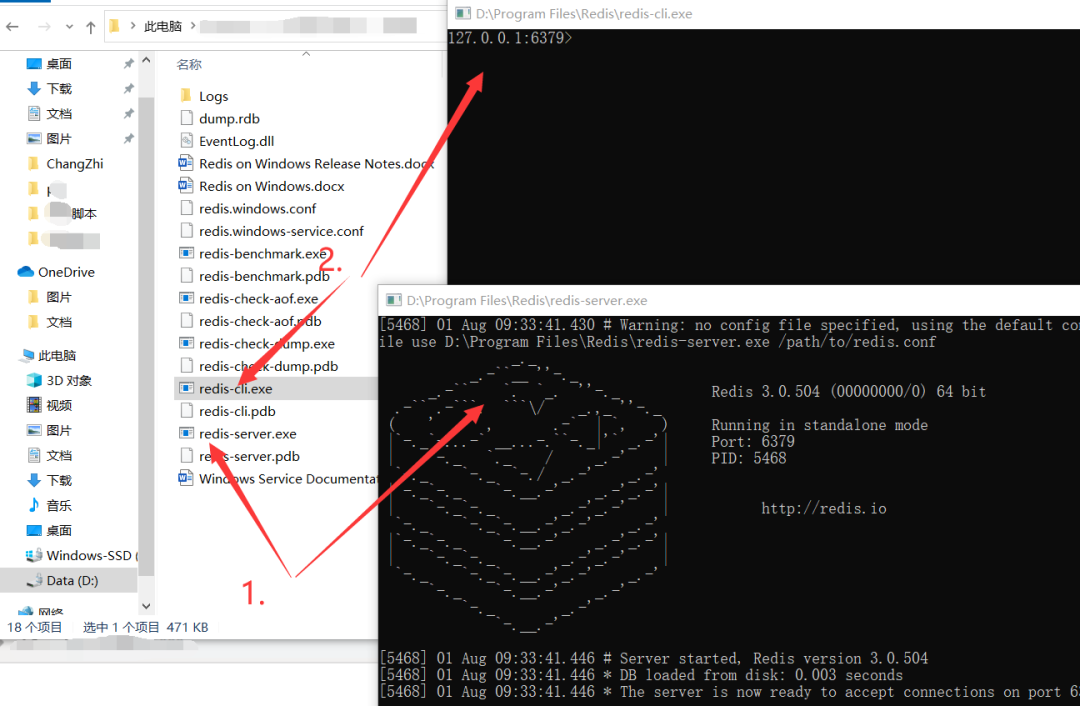 此电脑
桌面
下载
文档
图片
ChangZhi
脚本
OneDrive
图片
文档
此电脑
3D 对象
视频
图片
文档
下载
音乐
桌面
Windows-SSD (
Data (D:)
网络
18 个项目 选中 1 个项目 471 KB
名称
Logs
dump.rdb
EventLog.dll
Redis on Windows Release Notes.docx
Redis on Windows.docx
redis.windows.conf
redis.windows-service.conf
redis-benchmark.exe
redis-benchmark.pdb
redis-check-aof.exe
redis-check-aof.pdb
redis-check-dump.exe
redis-check-dump.pdb
redis-cli.exe
redis-cli.pdb
redis-server.exe
redis-server.pdb
Windows Service Documentat
2.
1.
D:\Program Files\Redis\redis-cli.exe
127.0.0.1:6379>
D:\Program Files\Redis\redis-server.exe
[5468] 01 Aug 09:33:41.430 # Warning: no config file specified, using the default co
ile use D:\Program Files\Redis\redis-server.exe /path/to/redis.conf
Redis 3.0.504 (00000000/0) 64 bit
Running in standalone mode
Port: 6379
PID: 5468
http://redis.io
[5468] 01 Aug 09:33:41.446 # Server started, Redis version 3.0.504
[5468] 01 Aug 09:33:41.446 * DB loaded from disk: 0.003 seconds
[5468] 01 Aug 09:33:41.446 * The server is now ready to accept connections on port 6